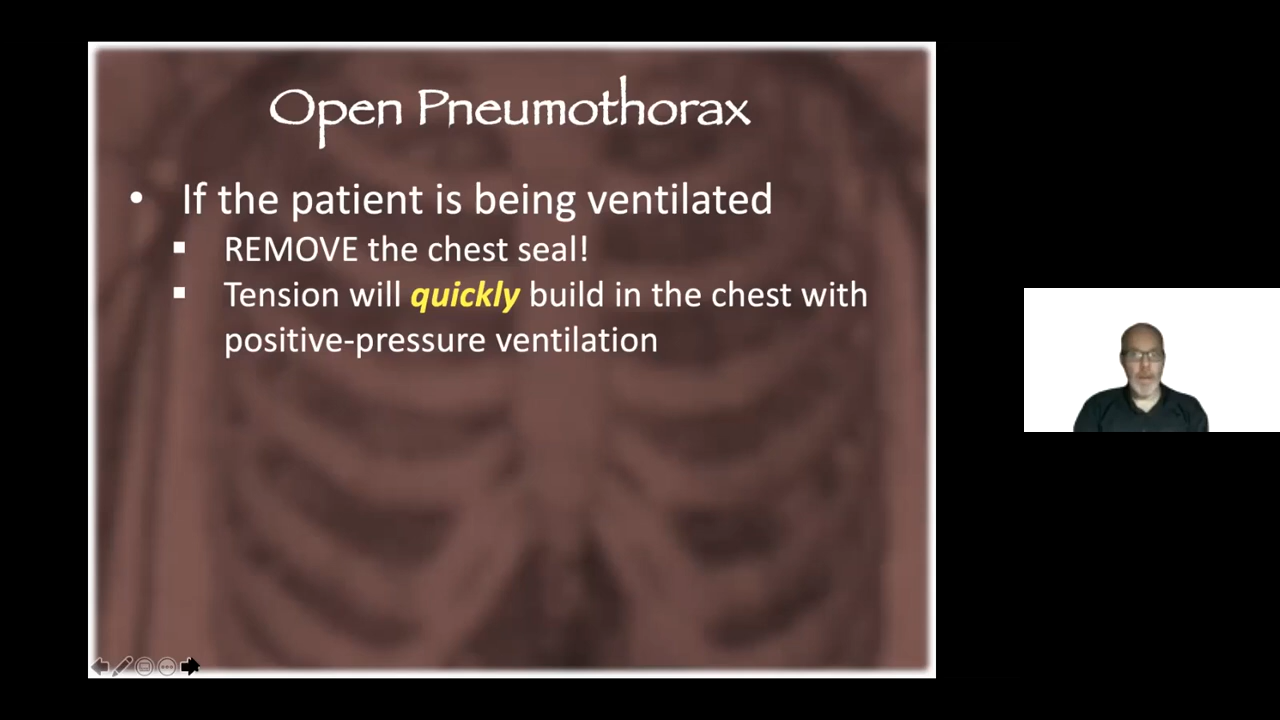 Open Pneumothorax
• If the patient is being ventilated
▪ REMOVE the chest seal!
▪ Tension will quickly build in the chest with
positive-pressure ventilation